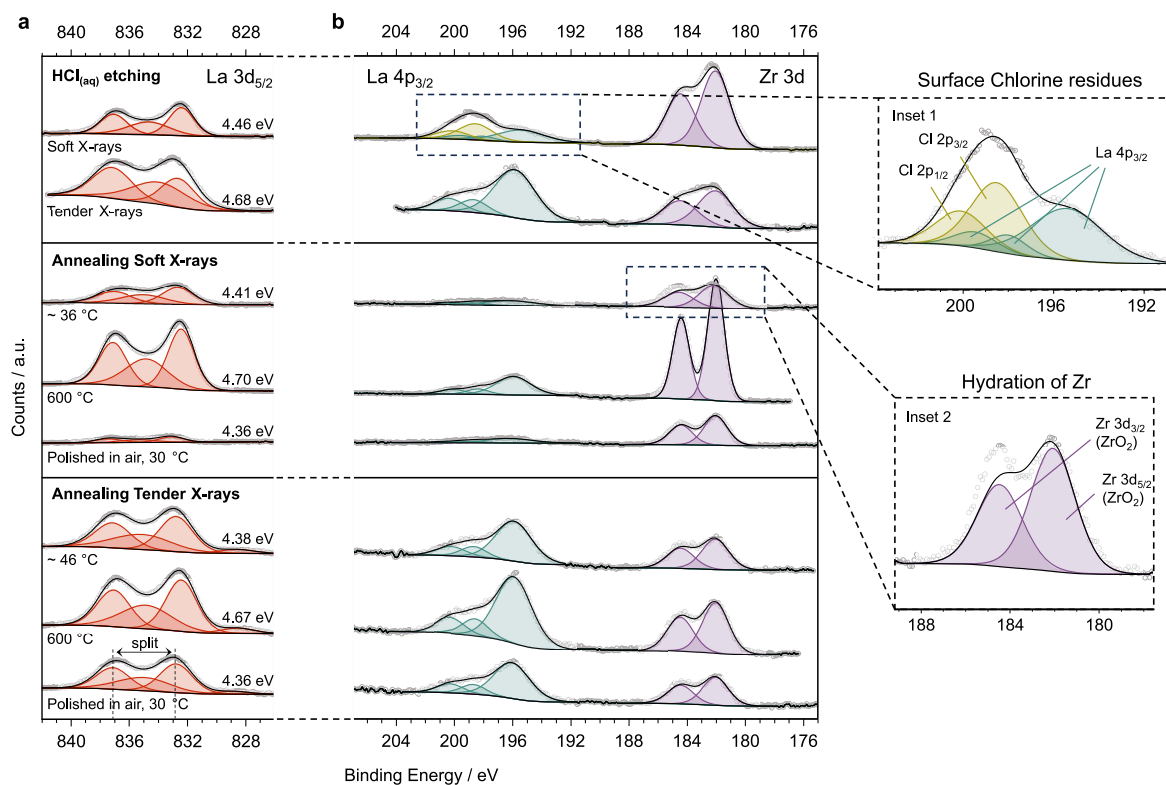 a
b
840 836 832 828
204 200 196 192 188 184 180 176
HCl(aq) etching
La 3d5/2
4.46 eV
Soft X-rays
4.68 eV
Tender X-rays
La 4p3/2
Zr 3d
Annealing Soft X-rays
4.41 eV
~ 36 °C
4.70 eV
600 °C
4.36 eV
Polished in air, 30 °C
Annealing Tender X-rays
4.38 eV
~ 46 °C
4.67 eV
600 °C
split
4.36 eV
Polished in air, 30 °C
840 836 832 828
204 200 196 192 188 184 180 176
Counts / a.u.
Binding Energy / eV
Surface Chlorine residues
Inset 1
Cl 2p3/2
Cl 2p1/2
La 4p3/2
200 196 191
Hydration of Zr
Inset 2
Zr 3d3/2
(ZrO2)
Zr 3d5/2
(ZrO2)
188 184 180